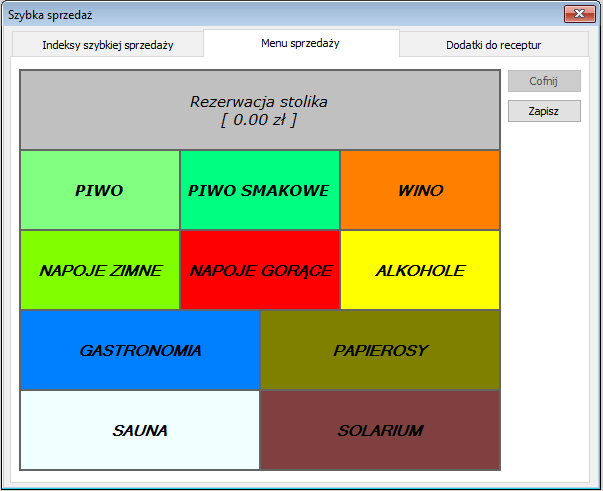 Szybka sprzedaż
Indeksy szybkiej sprzedaży
Menu sprzedaży
Dodatki do receptur
Rezerwacja stolika
[ 0.00 zł ]
Cofnij
Zapisz
PIWO
PIWO SMAKOWE
WINO
NAPOJE ZIMNE
NAPOJE GORĄCE
ALKOHOLE
GASTRONOMIA
PAPIEROSY
SAUNA
SOLARIUM